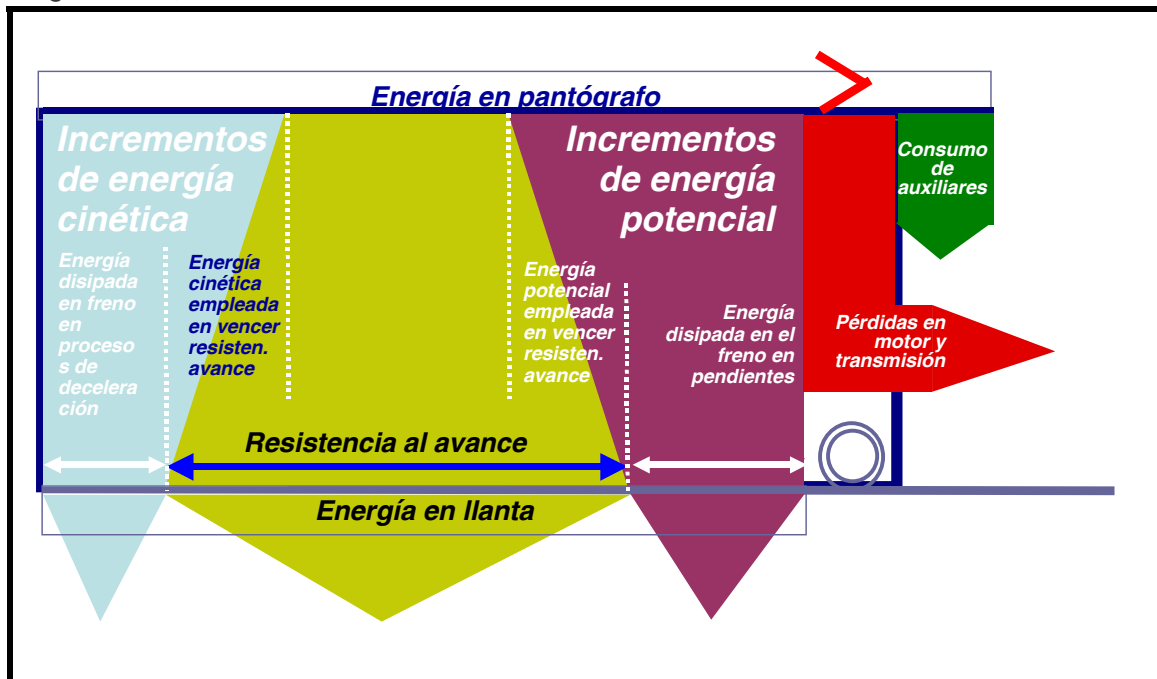 Energía en pantógrafo
Incrementos
de energía
cinética
Incrementos
de energía
potencial
Consumo
de
auxiliares
Energía
disipada
en freno
en
proceso
s de
decelera
ción
Energía
cinética
empleada
en vencer
resisten.
avance
Energía
potencial
empleada
en vencer
resisten.
avance
Energía
disipada en el
freno en
pendientes
Pérdidas en
motor y
transmisión
Resistencia al avance
Energía en llanta